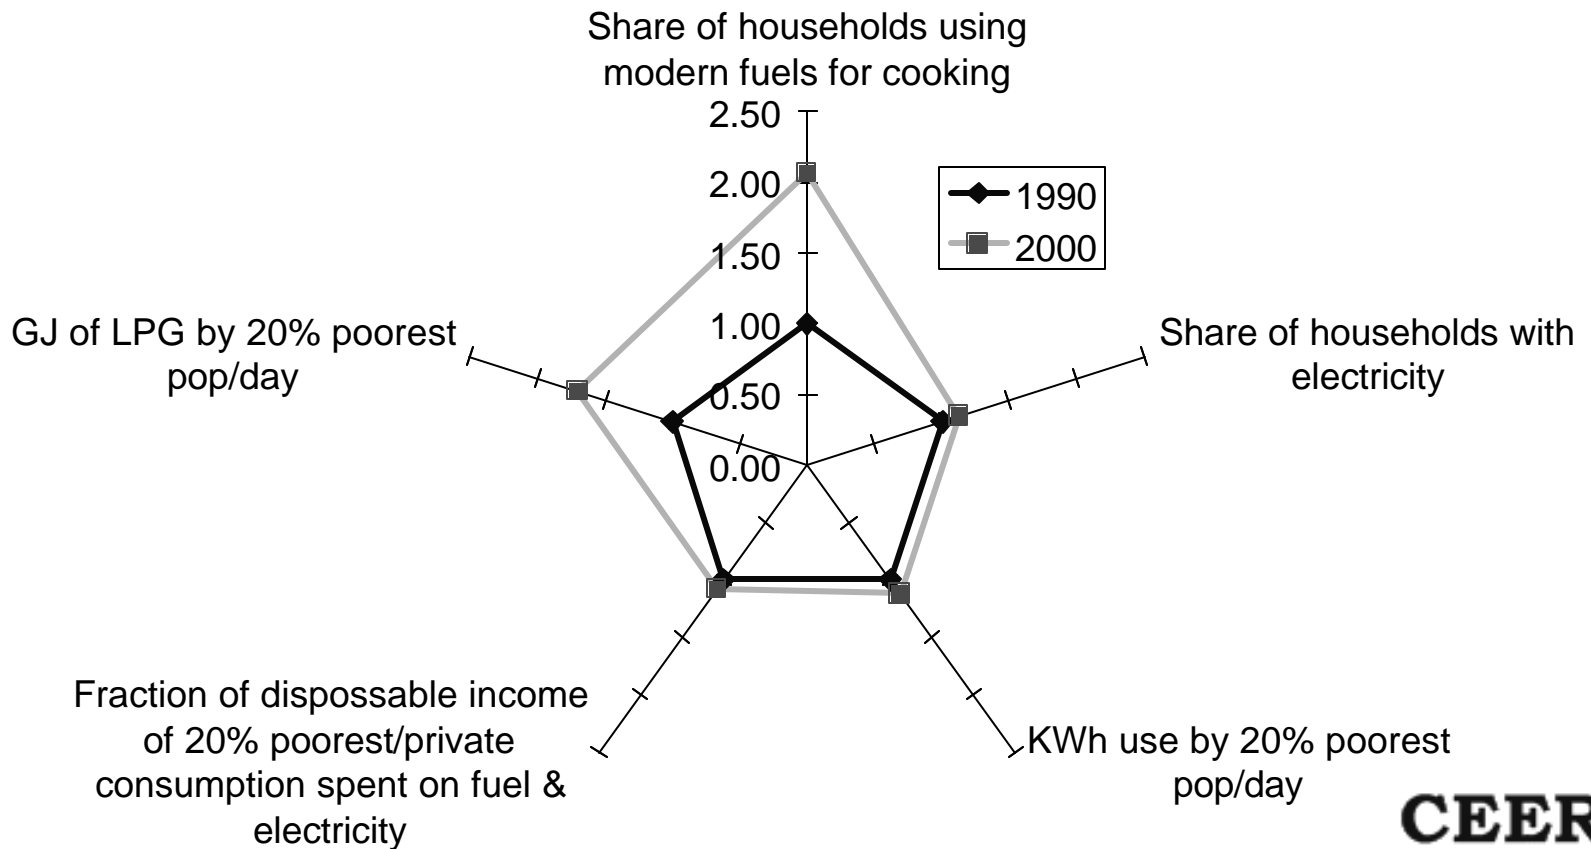 Share of households using
modern fuels for cooking
2.50
2.00
1.50
1.00
0.50
0.00
1990
2000
GJ of LPG by 20% poorest
pop/day
Share of households with
electricity
Fraction of dispossable income
of 20% poorest/private
consumption spent on fuel &
electricity
KWh use by 20% poorest
pop/day
CEER